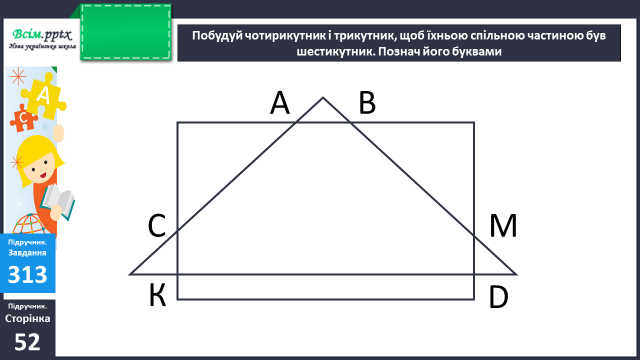 Всім.pptx
Нова українська школа
Побудуй чотирикутник і трикутник, щоб їхньою спільною частиною був
шестикутник. Познач його буквами
А
С
А В
С М
К D
Підручник.
Завдання
313
Підручник.
Сторінка
52